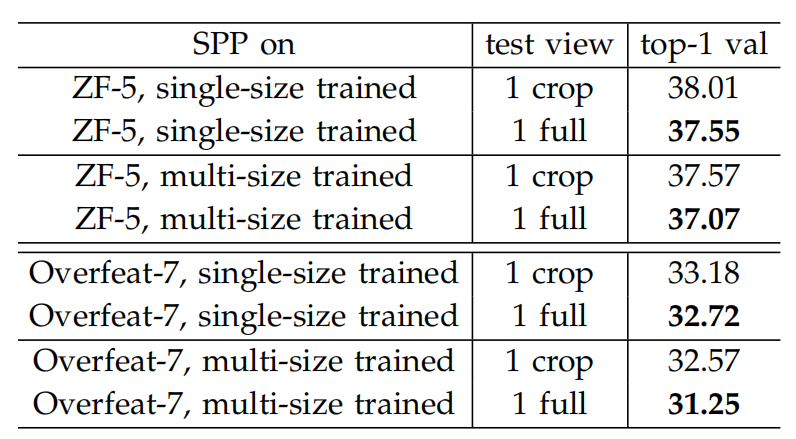 SPP on test view top-1 val
ZF-5, single-size trained 1 crop 38.01
ZF-5, single-size trained 1 full 37.55
ZF-5, multi-size trained 1 crop 37.57
ZF-5, multi-size trained 1 full 37.07
Overfeat-7, single-size trained 1 crop 33.18
Overfeat-7, single-size trained 1 full 32.72
Overfeat-7, multi-size trained 1 crop 32.57
Overfeat-7, multi-size trained 1 full 31.25